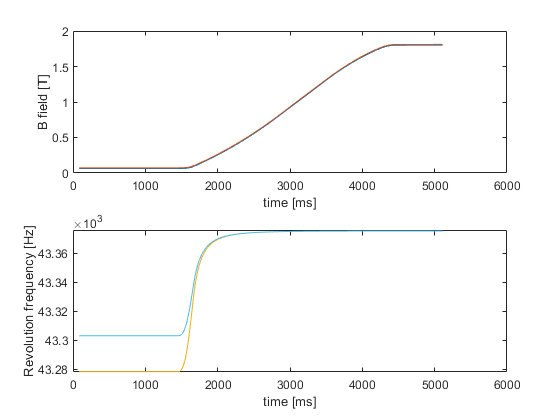 2
1.5
1
0.5
0
B field [T]
0 1000 2000 3000 4000 5000 6000
time [ms]
×10³
43.36
43.34
43.32
43.3
43.28
Revolution frequency [Hz]
0 1000 2000 3000 4000 5000 6000
time [ms]